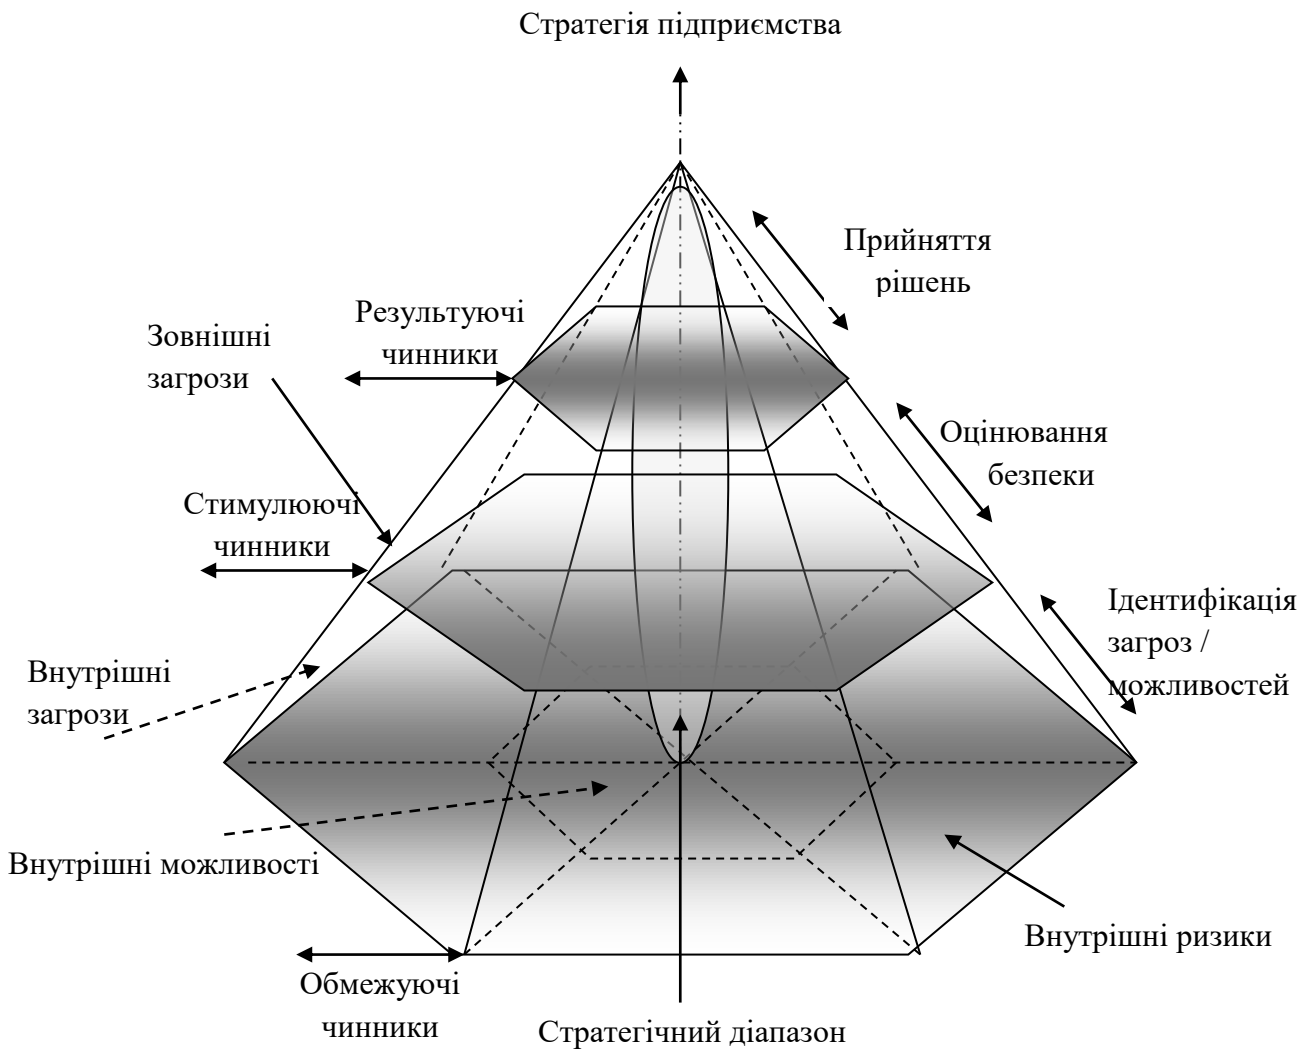 Стратегія підприємства
Прийняття
рішень
Результуючі
чинники
Зовнішні
загрози
Оцінювання
безпеки
Стимулюючі
чинники
Ідентифікація
загроз /
можливостей
Внутрішні
загрози
Внутрішні можливості
Внутрішні ризики
Обмежуючі
чинники
Стратегічний діапазон